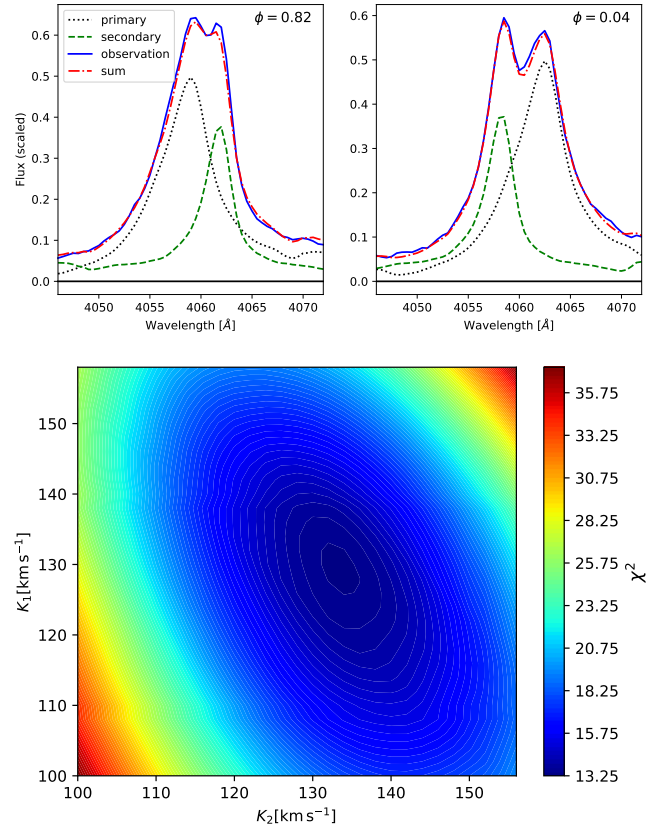 primary
secondary
observation
sum
ϕ = 0.82
ϕ = 0.04
0.6
0.5
0.4
0.3
0.2
0.1
0.0
0.6
0.5
0.4
0.3
0.2
0.1
0.0
Flux (scaled)
4050 4055 4060 4065 4070
4050 4055 4060 4065 4070
Wavelength [Å]
Wavelength [Å]
150
140
130
120
110
100
K₁[km s⁻¹]
100 110 120 130 140 150
K₂[km s⁻¹]
35.75
33.25
30.75
28.25
25.75
23.25
20.75
18.25
15.75
13.25
χ²